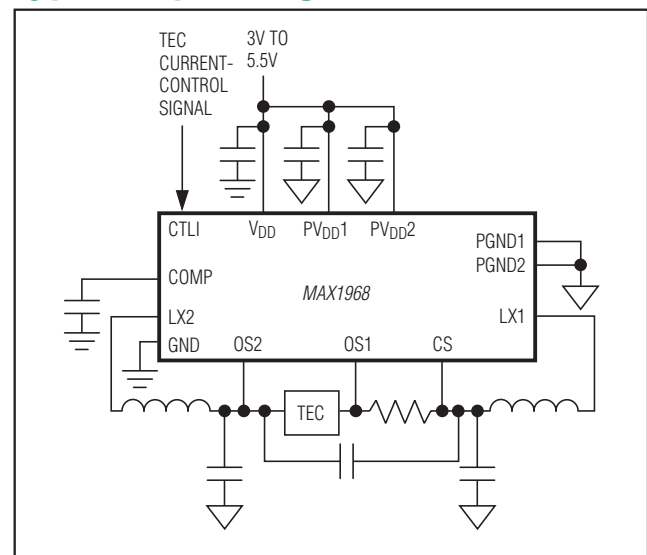 TEC
CURRENT-
CONTROL
SIGNAL
3V TO
5.5V
CTLI
VDD
PVDD1
PVDD2
PGND1
PGND2
COMP
MAX1968
LX2
LX1
GND
OS2
OS1
CS
TEC